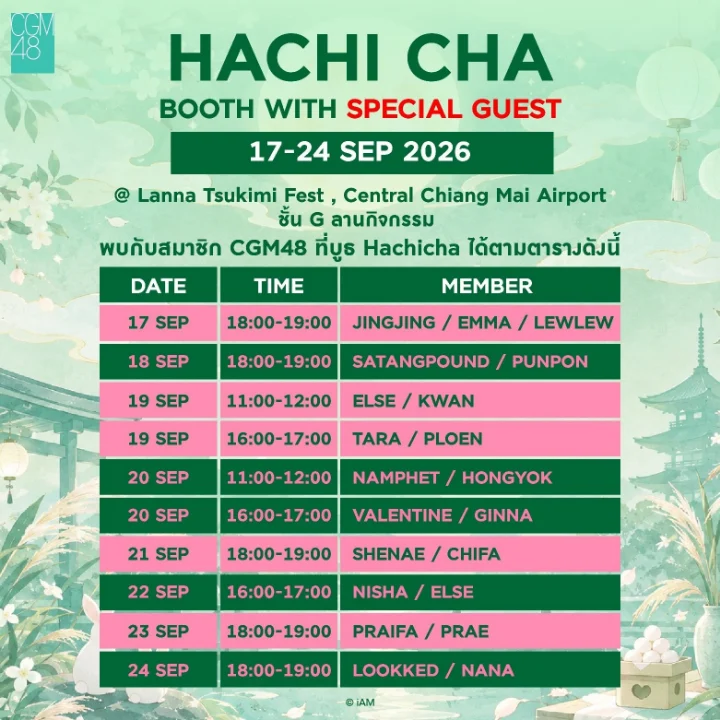 CGM
48
HACHI CHA
BOOTH WITH SPECIAL GUEST
17-24 SEP 2026
@ Lanna Tsukimi Fest , Central Chiang Mai Airport
ชั้น G ลานกิจกรรม
พบกับสมาชิก CGM48 ที่บูธ Hachicha ได้ตามตารางดังนี้
DATE TIME MEMBER
17 SEP 18:00-19:00 JINGJING / EMMA / LEWLEW
18 SEP 18:00-19:00 SATANGPOUND / PUNPON
19 SEP 11:00-12:00 ELSE / KWAN
19 SEP 16:00-17:00 TARA / PLOEN
20 SEP 11:00-12:00 NAMPHET / HONGYOK
20 SEP 16:00-17:00 VALENTINE / GINNA
21 SEP 18:00-19:00 SHENAE / CHIFA
22 SEP 16:00-17:00 NISHA / ELSE
23 SEP 18:00-19:00 PRAIFA / PRAE
24 SEP 18:00-19:00 LOOKKED / NANA
© iAM